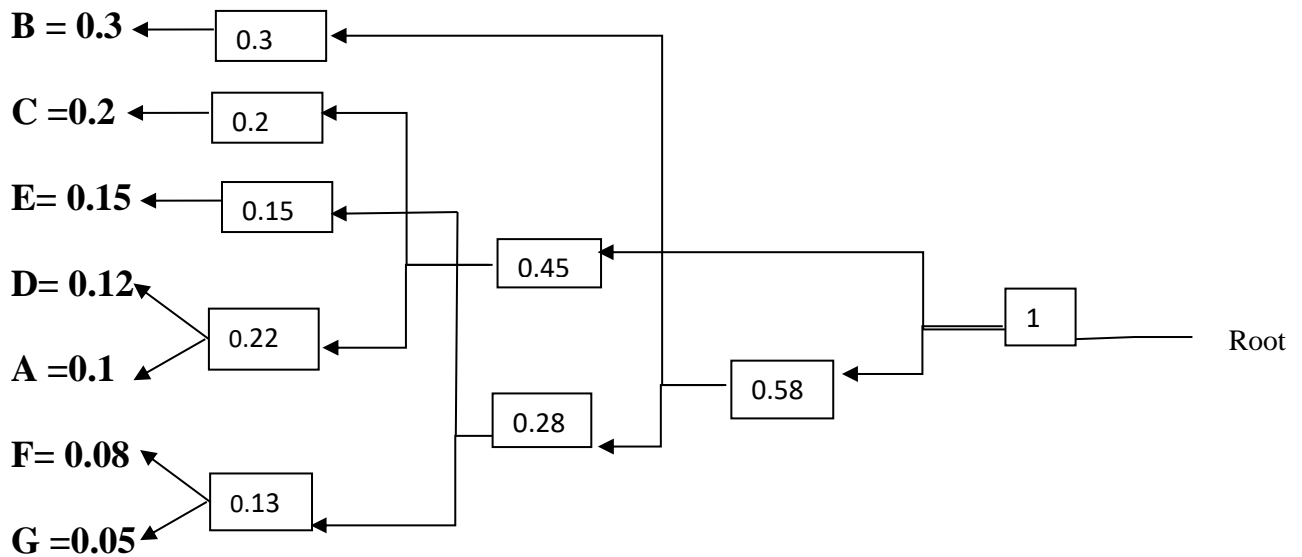 B = 0.3
0.3
C =0.2
0.2
E= 0.15
0.15
D= 0.12
0.45
0.22
1
Root
A =0.1
0.58
0.28
F= 0.08
0.13
G =0.05